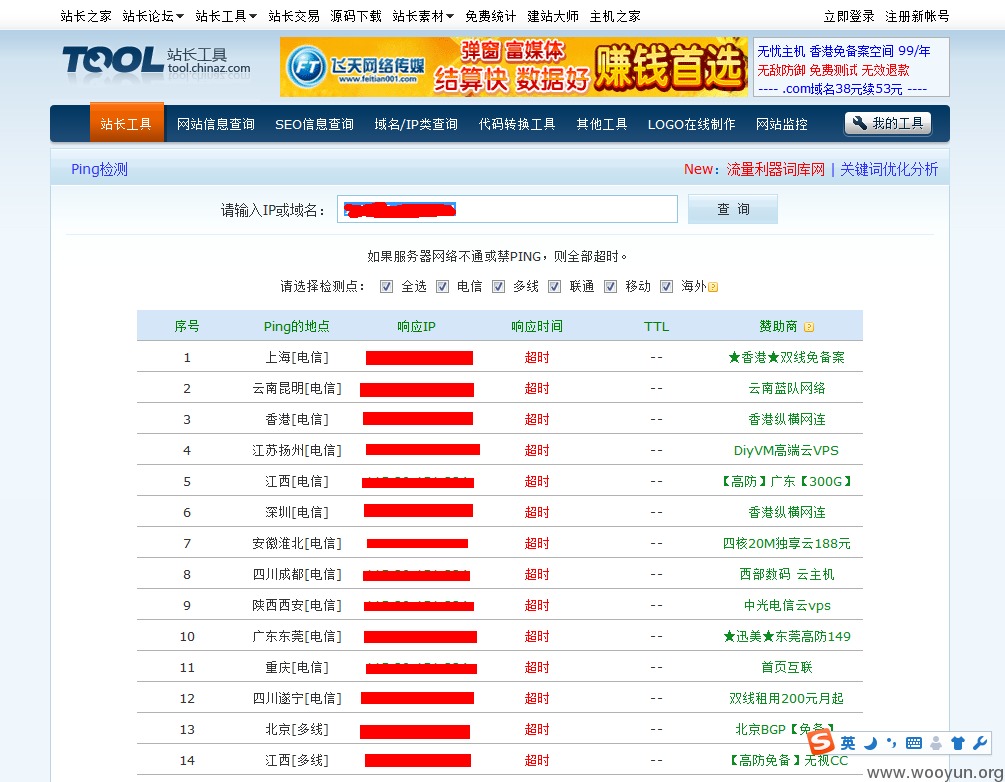 站长之家 站长论坛 站长工具 站长交易 源码下载 站长素材 免费统计 建站大师 主机之家 立即登录 注册新帐号
TOOL 站长工具
tool.chinaz.com
飞天网络传媒
www.feitian001.com
弹窗 富媒体
结算快 数据好
赚钱首选
无忧主机 香港免备案空间 99/年
无敌防御 免费测试 无效退款
---- .com域名38元续53元 ----
站长工具 网站信息查询 SEO信息查询 域名/IP类查询 代码转换工具 其他工具 LOGO在线制作 网站监控 我的工具
Ping检测 New：流量利器词库网 | 关键词优化分析
请输入IP或域名： 查 询
如果服务器网络不通或禁PING，则全部超时。
请选择检测点： 全选 电信 多线 联通 移动 海外
序号 Ping的地点 响应IP 响应时间 TTL 赞助商
1 上海[电信] 超时 -- ★香港★双线免备案
2 云南昆明[电信] 超时 -- 云南蓝队网络
3 香港[电信] 超时 -- 香港纵横网连
4 江苏扬州[电信] 超时 -- DiyVM高端云VPS
5 江西[电信] 超时 -- 【高防】广东【300G】
6 深圳[电信] 超时 -- 香港纵横网连
7 安徽淮北[电信] 超时 -- 四核20M独享云188元
8 四川成都[电信] 超时 -- 西部数码 云主机
9 陕西西安[电信] 超时 -- 中光电信云vps
10 广东东莞[电信] 超时 -- ★迅美★东莞高防149
11 重庆[电信] 超时 -- 首页互联
12 四川遂宁[电信] 超时 -- 双线租用200元月起
13 北京[多线] 超时 -- 北京BGP【免备】
英
14 江西[多线] 超时 -- 【高防免备】无视CC
www.wooyun.org